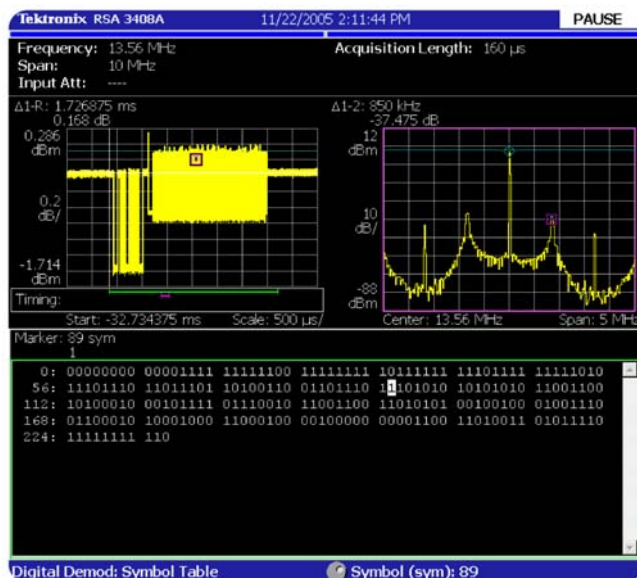 Tektronix RSA 3408A 11/22/2005 2:11:44 PM PAUSE
Frequency: 13.56 MHz Acquisition Length: 160 µs
Span: 10 MHz
Input Att: ----
Δ1-R: 1.726875 ms Δ1-2: 850 kHz
0.168 dB -37.475 dB
0.286 dBm 12 dBm
0.2 dB/ 10 dB/
-1.714 dBm -88 dBm
Timing:
Start: -32.734375 ms Scale: 500 µs/ Center: 13.56 MHz Span: 5 MHz
Marker: 89 sym
1
0: 00000000 00001111 11111100 11111111 10111111 11101111 11111010
56: 11101110 11011101 10100110 01101110 11101010 10101010 11001100
112: 10100010 00101111 01110010 11001100 11010101 00100100 01001110
168: 01100010 10001000 11000100 00100000 00001100 11010011 01011110
224: 11111111 110
Digital Demod: Symbol Table Symbol (sym): 89